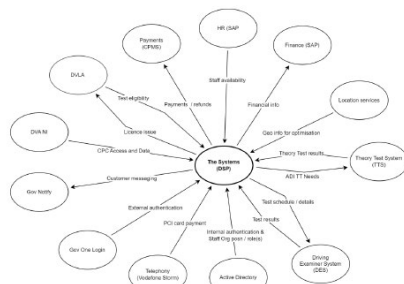 HR (SAP
Payments
(CPMS)
Finance (SAP)
DVLA
Staff availability
Test eligibility
Payments / refunds
Financial info
Location services
Licence issue
Geo info for optimisation
DVA NI
CPC Access and Data
The Systems
(DSP)
Theory Test results
Theory Test System
(TTS)
Customer messaging
ADI TT Needs
Gov Notify
External authentication
Test schedule / details
PCI card payment
Internal authentication &
Staff Org posn / role(s)
Test results
Gov One Login
Telephony
(Vodafone Storm)
Active Directory
Driving
Examiner System
(DES)